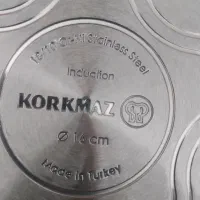 18/10 Cr-Ni Stainless Steel
Induction
KORKMAZ
Ø 16 cm
Made in Turkey